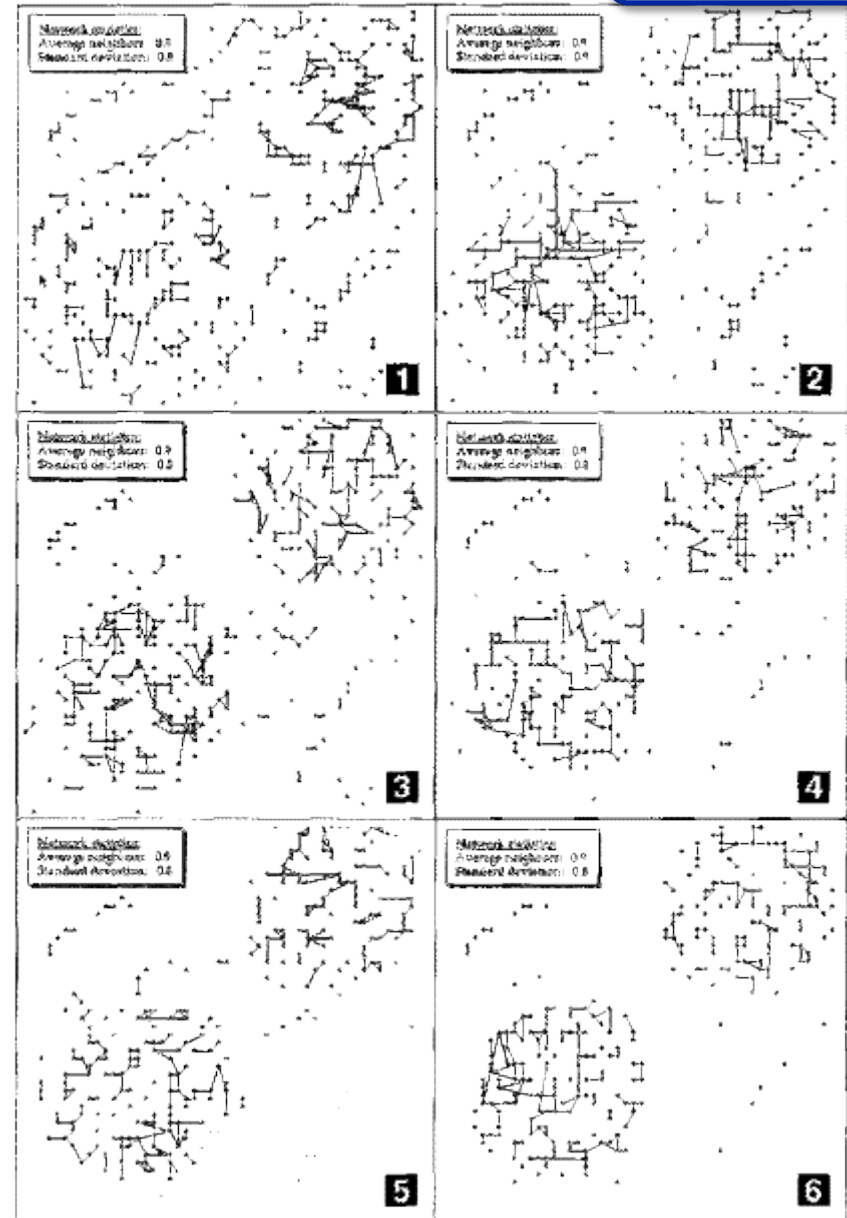 Network statistics:
Average neighbors: 0.8
Standard deviation: 0.8
1
Network statistics:
Average neighbors: 0.9
Standard deviation: 0.9
2
Network statistics:
Average neighbors: 0.9
Standard deviation: 0.8
3
Network statistics:
Average neighbors: 0.9
Standard deviation: 0.8
4
Network statistics:
Average neighbors: 0.9
Standard deviation: 0.8
5
Network statistics:
Average neighbors: 0.9
Standard deviation: 0.8
6